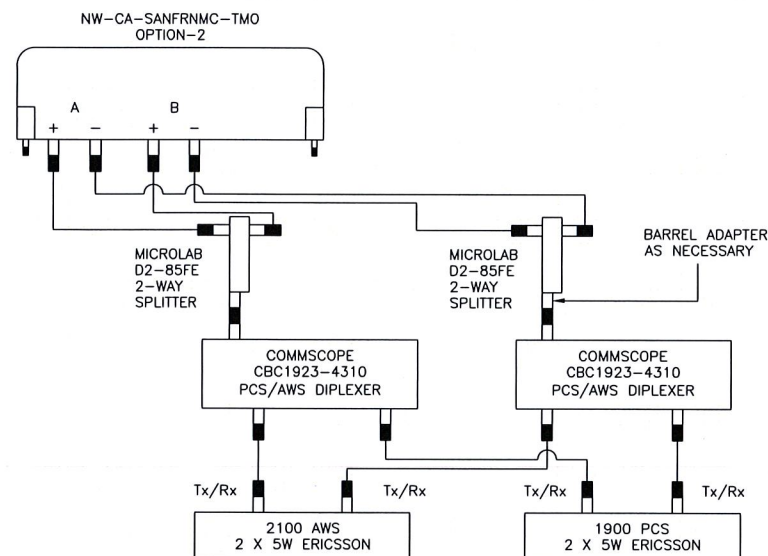 NW-CA-SANFRNMC-TMO
OPTION-2
A B
+ - + -
MICROLAB
D2-85FE
2-WAY
SPLITTER
MICROLAB
D2-85FE
2-WAY
SPLITTER
BARREL ADAPTER
AS NECESSARY
COMMSCOPE
CBC1923-4310
PCS/AWS DIPLEXER
COMMSCOPE
CBC1923-4310
PCS/AWS DIPLEXER
Tx/Rx Tx/Rx Tx/Rx Tx/Rx
2100 AWS
2 X 5W ERICSSON
1900 PCS
2 X 5W ERICSSON